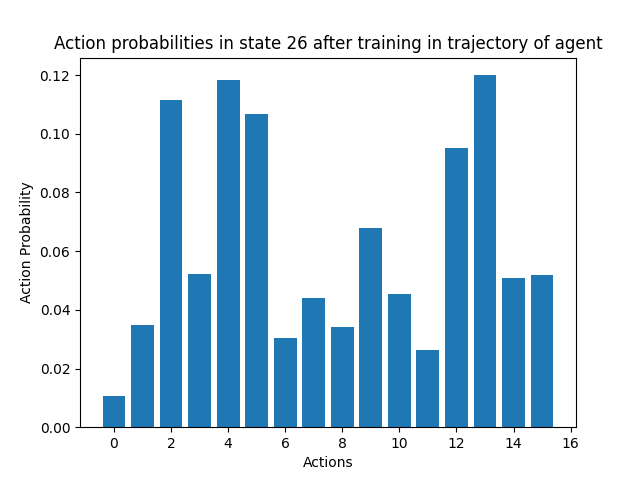 Action probabilities in state 26 after training in trajectory of agent
0.12
0.10
0.08
0.06
0.04
0.02
0.00
Action Probability
0 2 4 6 8 10 12 14 16
Actions